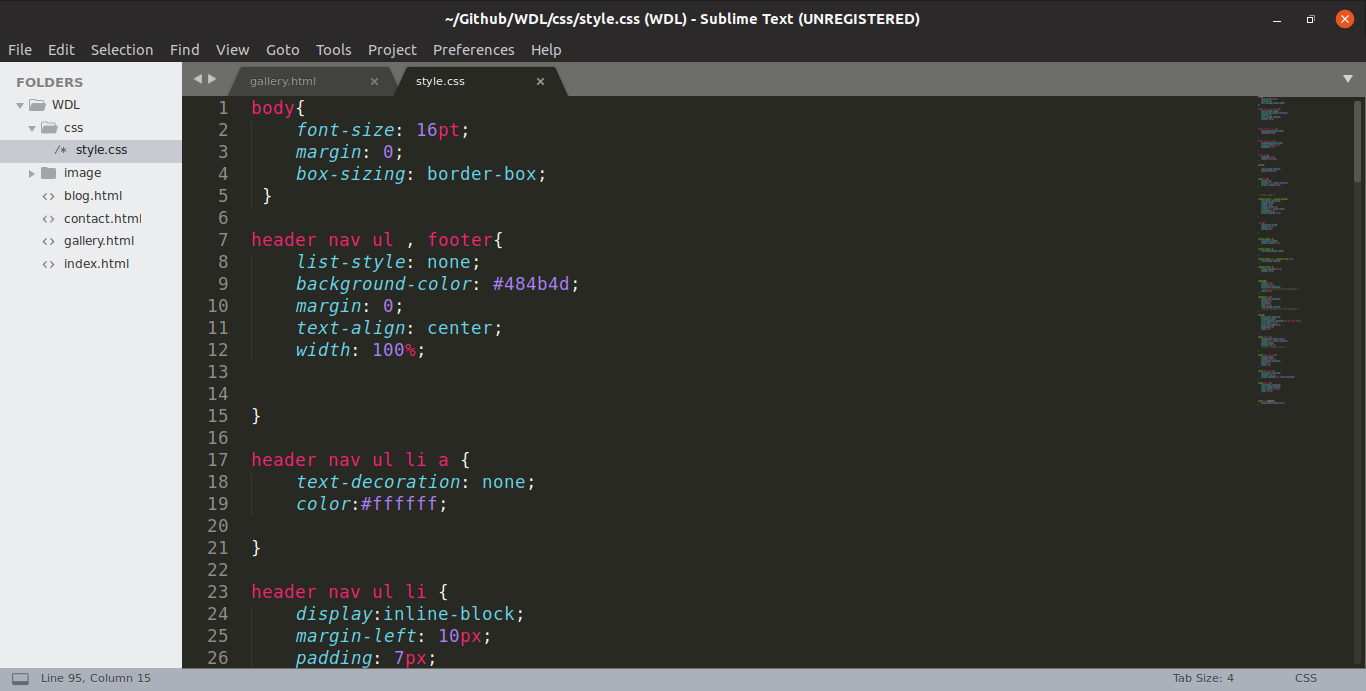 ~/Github/WDL/css/style.css (WDL) - Sublime Text (UNREGISTERED)
File Edit Selection Find View Goto Tools Project Preferences Help
FOLDERS
WDL
css
/* style.css
image
<> blog.html
<> contact.html
<> gallery.html
<> index.html
gallery.html × style.css ×
1 body{
2     font-size: 16pt;
3     margin: 0;
4     box-sizing: border-box;
5  }
6
7 header nav ul , footer{
8     list-style: none;
9     background-color: #484b4d;
10     margin: 0;
11     text-align: center;
12     width: 100%;
13
14
15 }
16
17 header nav ul li a {
18     text-decoration: none;
19     color:#ffffff;
20
21 }
22
23 header nav ul li {
24     display:inline-block;
25     margin-left: 10px;
26     padding: 7px;
Line 95, Column 15 Tab Size: 4 CSS